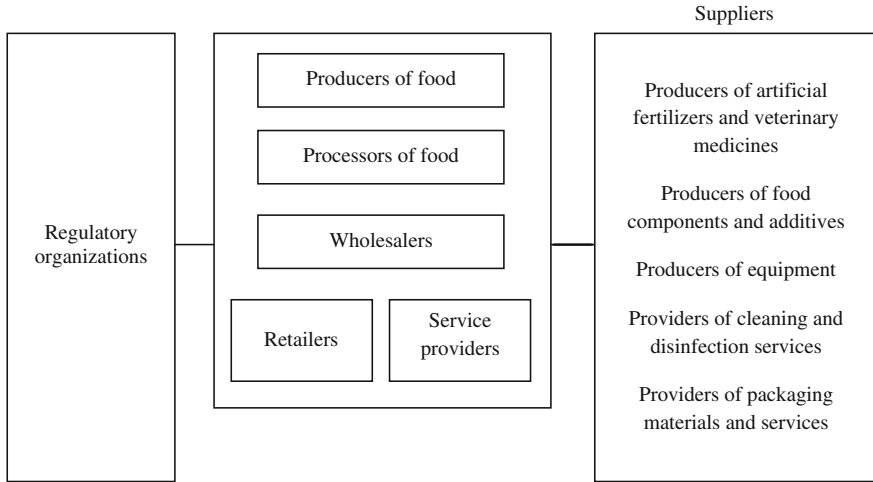 Suppliers
Regulatory
organizations
Producers of food
Processors of food
Wholesalers
Retailers
Service
providers
Producers of artificial
fertilizers and veterinary
medicines
Producers of food
components and additives
Producers of equipment
Providers of cleaning and
disinfection services
Providers of packaging
materials and services